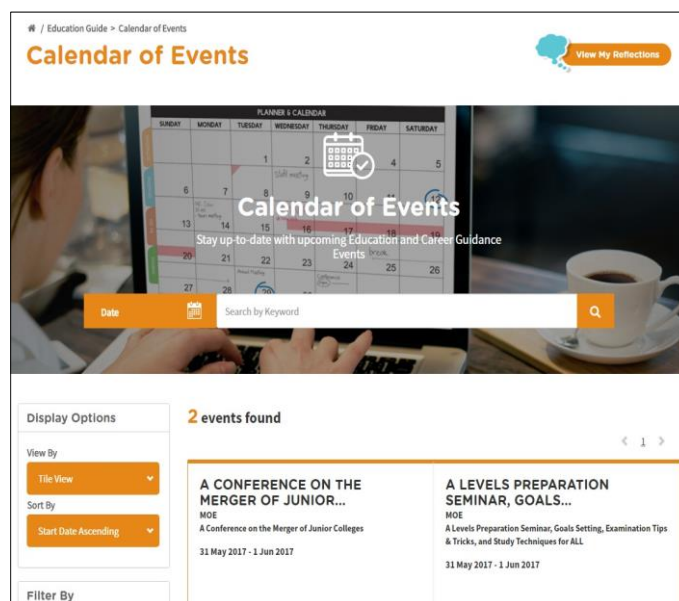 / Education Guide > Calendar of Events
Calendar of Events
View My Reflections
PLANNER & CALENDAR
SUNDAY MONDAY TUESDAY WEDNESDAY THURSDAY FRIDAY SATURDAY
1 2 4 5
Staff meeting
6 7 8 9 10
Calendar of Events
13 14 15 16 17 18 19
Stay up-to-date with upcoming Education and Career Guidance
Events
break
20 21 22 23 24 25 26
27 28 29
Date
Search by Keyword
Display Options
2 events found
< 1 >
View By
Tile View
Sort By
Start Date Ascending
A CONFERENCE ON THE
MERGER OF JUNIOR...
MOE
A Conference on the Merger of Junior Colleges
31 May 2017 - 1 Jun 2017
A LEVELS PREPARATION
SEMINAR, GOALS...
MOE
A Levels Preparation Seminar, Goals Setting, Examination Tips
& Tricks, and Study Techniques for ALL
31 May 2017 - 1 Jun 2017
Filter By